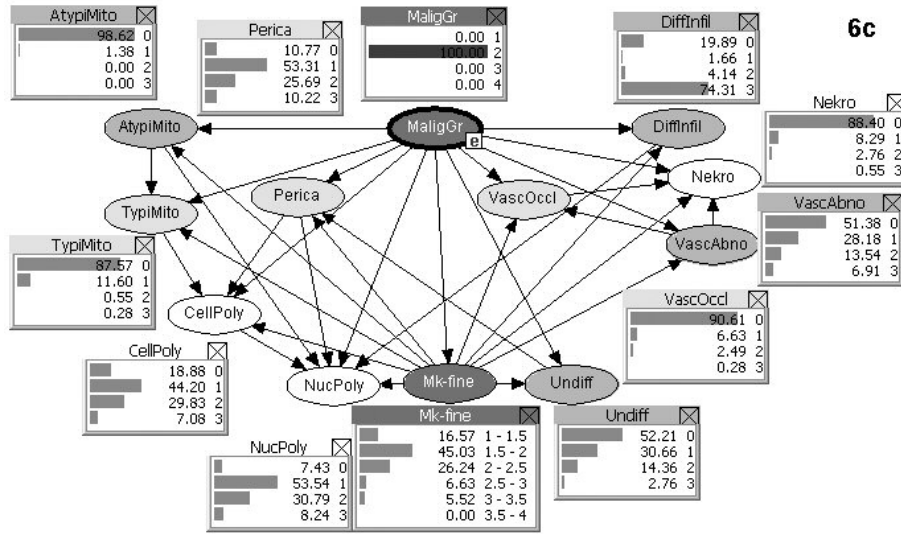 6c
AtypiMito
98.62 0
1.38 1
0.00 2
0.00 3
Perica
10.77 0
53.31 1
25.69 2
10.22 3
MaligGr
0.00 1
100.00 2
0.00 3
0.00 4
DiffInfil
19.89 0
1.66 1
4.14 2
74.31 3
Nekro
88.40 0
8.29 1
2.76 2
0.55 3
AtypiMito
MaligGr
e
DiffInfil
Nekro
TypiMito
Perica
VascOccl
VascAbno
VascAbno
51.38 0
28.18 1
13.54 2
6.91 3
TypiMito
87.57 0
11.60 1
0.55 2
0.28 3
CellPoly
VascOccl
90.61 0
6.63 1
2.49 2
0.28 3
CellPoly
18.88 0
44.20 1
29.83 2
7.08 3
NucPoly
Mk-fine
Undiff
NucPoly
7.43 0
53.54 1
30.79 2
8.24 3
Mk-fine
16.57 1 - 1.5
45.03 1.5 - 2
26.24 2 - 2.5
6.63 2.5 - 3
5.52 3 - 3.5
0.00 3.5 - 4
Undiff
52.21 0
30.66 1
14.36 2
2.76 3